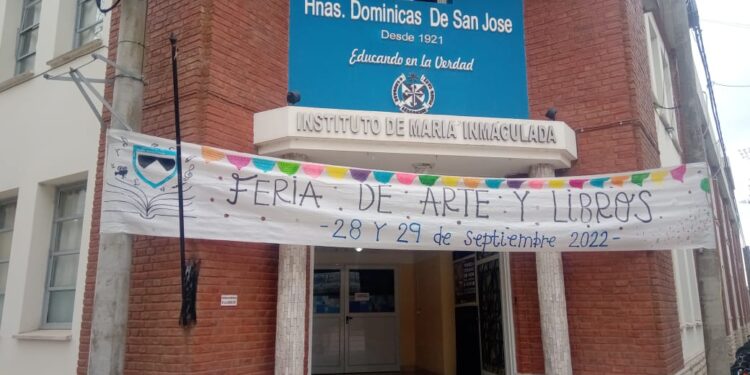 Hnas. Dominicas De San Jose
Desde 1921
Educando en la Verdad
INSTITUTO DE MARIA INMACULADA
FERIA DE ARTE Y LIBROS
- 28 Y 29 de septiembre 2022 -